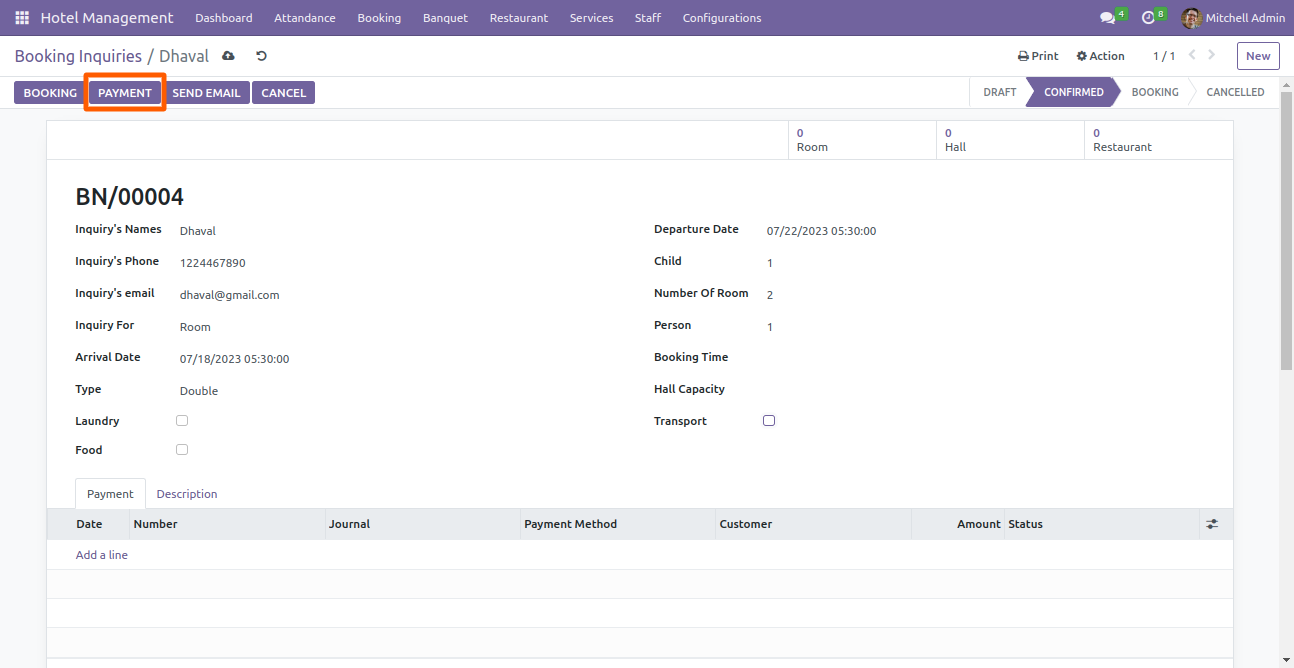 Hotel Management Dashboard Attendance Booking Banquet Restaurant Services Staff Configurations 4 8 Mitchell Admin
Booking Inquiries / Dhaval Print Action 1 / 1 New
BOOKING PAYMENT SEND EMAIL CANCEL DRAFT CONFIRMED BOOKING CANCELLED
0 0 0
Room Hall Restaurant
BN/00004
Inquiry's Names Dhaval Departure Date 07/22/2023 05:30:00
Inquiry's Phone 1224467890 Child 1
Inquiry's email dhaval@gmail.com Number Of Room 2
Inquiry For Room Person 1
Arrival Date 07/18/2023 05:30:00 Booking Time
Type Double Hall Capacity
Laundry Transport
Food
Payment Description
Date Number Journal Payment Method Customer Amount Status
Add a line